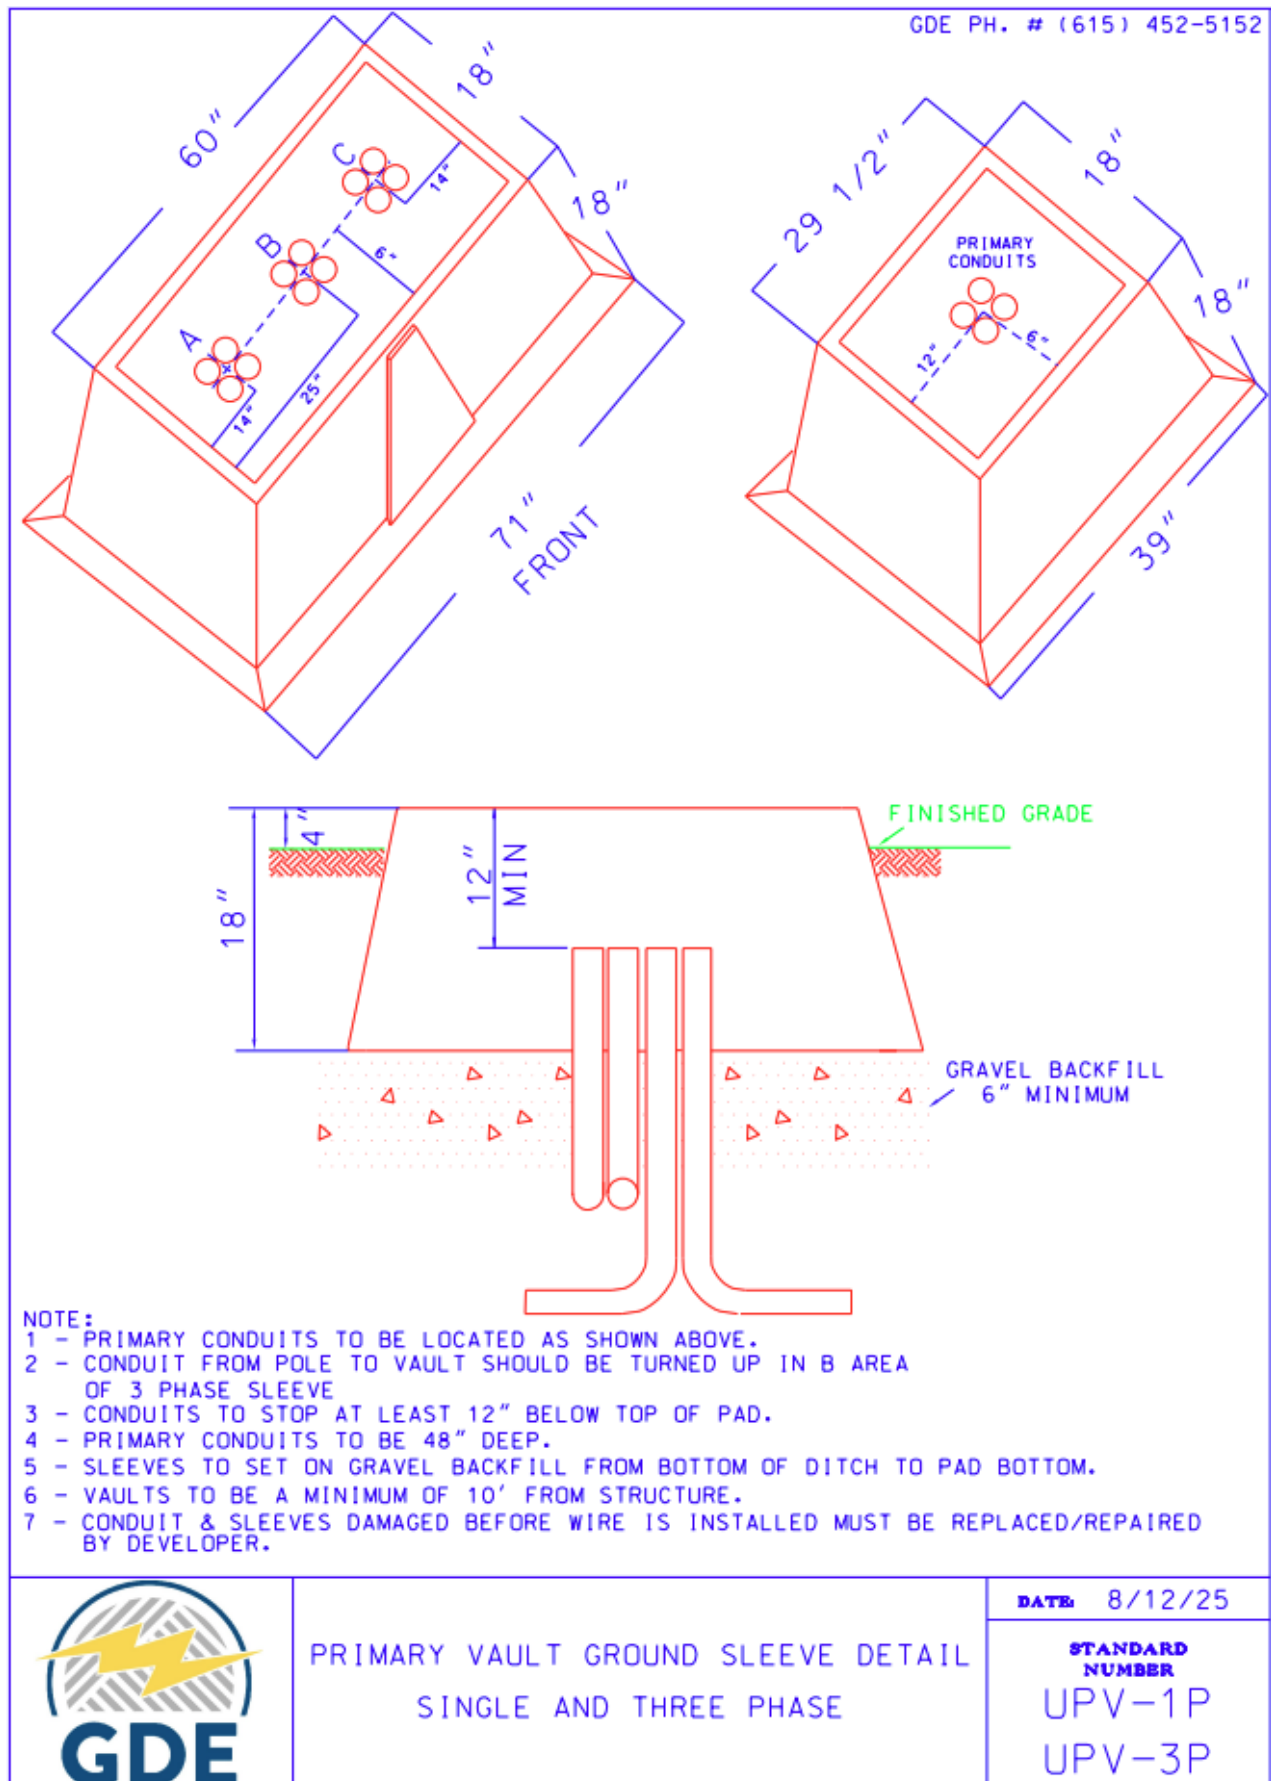 GDE PH. # (615) 452-5152
60"
18"
18"
C
14"
B
6"
A
25"
14"
71"
FRONT
29 1/2"
18"
18"
PRIMARY
CONDUITS
12"
6"
39"
4"
18"
12"
MIN
FINISHED GRADE
GRAVEL BACKFILL
6" MINIMUM
NOTE:
1 - PRIMARY CONDUITS TO BE LOCATED AS SHOWN ABOVE.
2 - CONDUIT FROM POLE TO VAULT SHOULD BE TURNED UP IN B AREA
OF 3 PHASE SLEEVE
3 - CONDUITS TO STOP AT LEAST 12" BELOW TOP OF PAD.
4 - PRIMARY CONDUITS TO BE 48" DEEP.
5 - SLEEVES TO SET ON GRAVEL BACKFILL FROM BOTTOM OF DITCH TO PAD BOTTOM.
6 - VAULTS TO BE A MINIMUM OF 10' FROM STRUCTURE.
7 - CONDUIT & SLEEVES DAMAGED BEFORE WIRE IS INSTALLED MUST BE REPLACED/REPAIRED
BY DEVELOPER.
GDE
PRIMARY VAULT GROUND SLEEVE DETAIL
SINGLE AND THREE PHASE
DATE: 8/12/25
STANDARD
NUMBER
UPV-1P
UPV-3P